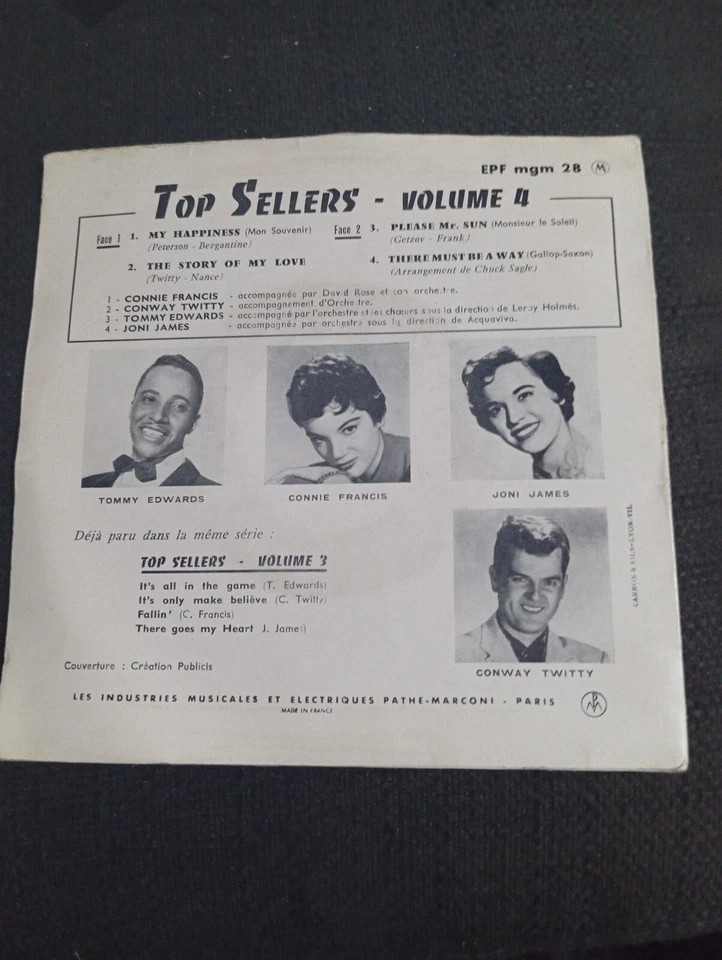 EPF mgm 28 M
TOP SELLERS - VOLUME 4
Face 1 1. MY HAPPINESS (Mon Souvenir)
(Peterson - Bergantine)
2. THE STORY OF MY LOVE
(Twitty - Nance)
Face 2 3. PLEASE Mr. SUN (Monsieur le Soleil)
(Getzov - Frank)
4. THERE MUST BE A WAY (Gallop-Saxon)
(Arrangement de Chuck Sagle)
1 - CONNIE FRANCIS - accompagnée par David Rose et son orchestre.
2 - CONWAY TWITTY - accompagnement d'Orchestre.
3 - TOMMY EDWARDS - accompagné par l'orchestre et les chœurs sous la direction de Leroy Holmès.
4 - JONI JAMES - accompagnée par orchestre sous la direction de Acquaviva.
TOMMY EDWARDS
CONNIE FRANCIS
JONI JAMES
Déjà paru dans la même série :
TOP SELLERS - VOLUME 3
It's all in the game (T. Edwards)
It's only make believe (C. Twitty)
Fallin' (C. Francis)
There goes my Heart J. James)
CONWAY TWITTY
Couverture : Création Publicis
LES INDUSTRIES MUSICALES ET ELECTRIQUES PATHE-MARCONI - PARIS
MADE IN FRANCE